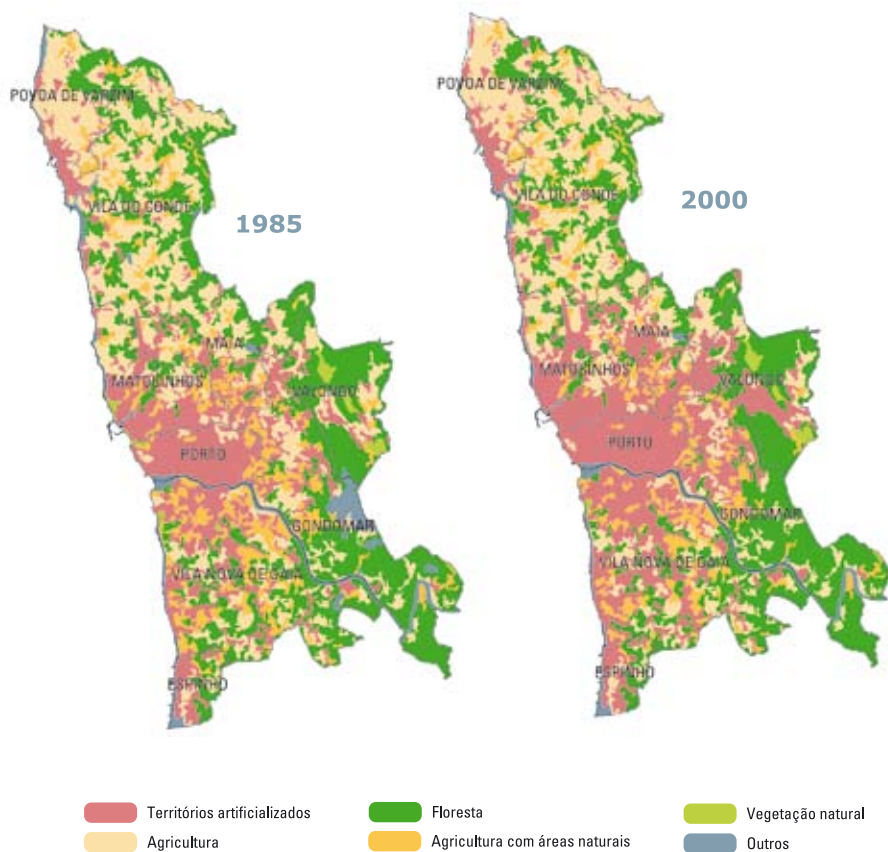 POVOA DE VARZIM
POVOA DE VARZIM
VILA DO CONDE
VILA DO CONDE
1985
2000
MAIA
MAIA
MATOSINHOS
MATOSINHOS
VALONGO
VALONGO
PORTO
PORTO
GONDOMAR
GONDOMAR
VILA NOVA DE GAIA
VILA NOVA DE GAIA
ESPINHO
ESPINHO
Territórios artificializados
Floresta
Vegetação natural
Agricultura
Agricultura com áreas naturais
Outros